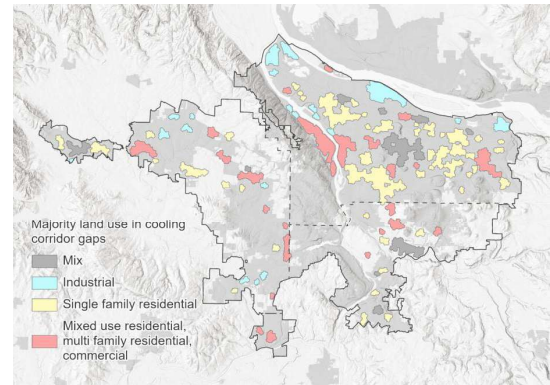 Majority land use in cooling
corridor gaps
Mix
Industrial
Single family residential
Mixed use residential,
multi family residential,
commercial